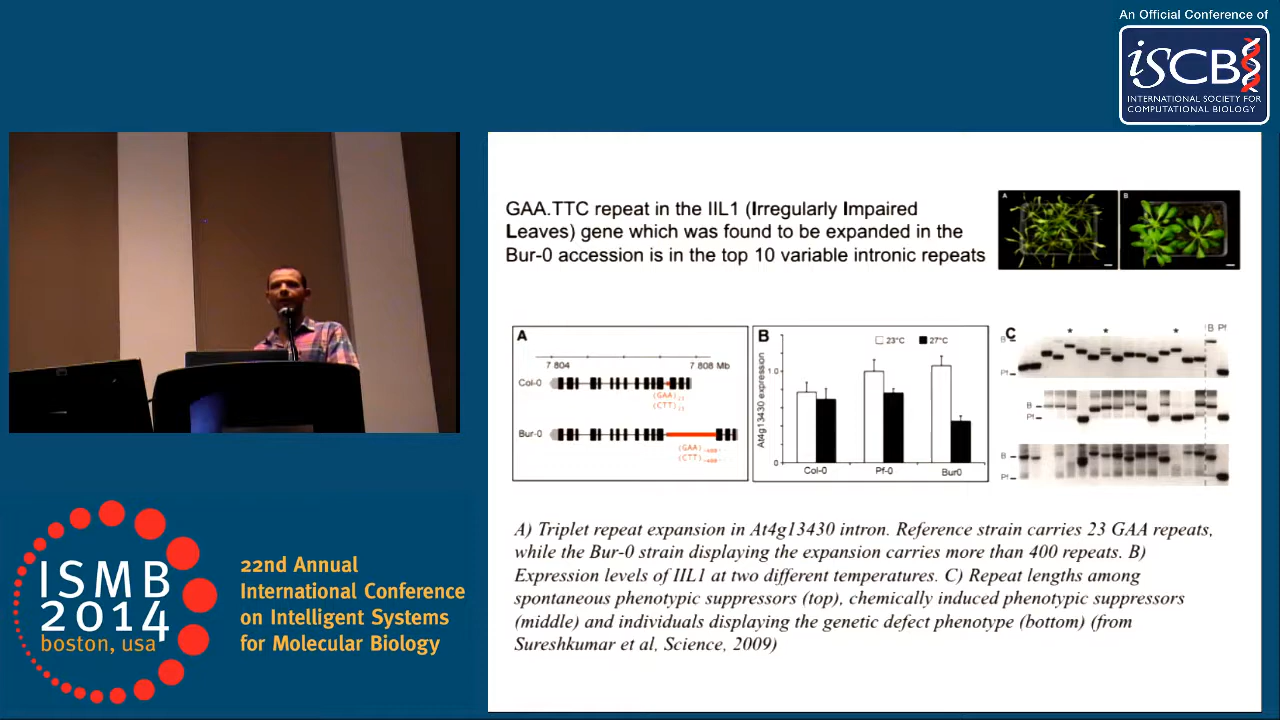 An Official Conference of
iSCB
INTERNATIONAL SOCIETY FOR
COMPUTATIONAL BIOLOGY
GAA.TTC repeat in the IIL1 (Irregularly Impaired
Leaves) gene which was found to be expanded in the
Bur-0 accession is in the top 10 variable intronic repeats
A
B
A
7 804
7 808 Mb
Col-0
(GAA)23
(CTT)23
Bur-0
(GAA)~400
(CTT)~400
B
23°C
27°C
At4g13430 expression
1.0
0
Col-0
Pf-0
Bur0
C
* * *
B Pf
B
Pf
B
Pf
B
Pf
A) Triplet repeat expansion in At4g13430 intron. Reference strain carries 23 GAA repeats,
while the Bur-0 strain displaying the expansion carries more than 400 repeats. B)
Expression levels of IIL1 at two different temperatures. C) Repeat lengths among
spontaneous phenotypic suppressors (top), chemically induced phenotypic suppressors
(middle) and individuals displaying the genetic defect phenotype (bottom) (from
Sureshkumar et al, Science, 2009)
ISMB
2014
boston, usa
22nd Annual
International Conference
on Intelligent Systems
for Molecular Biology